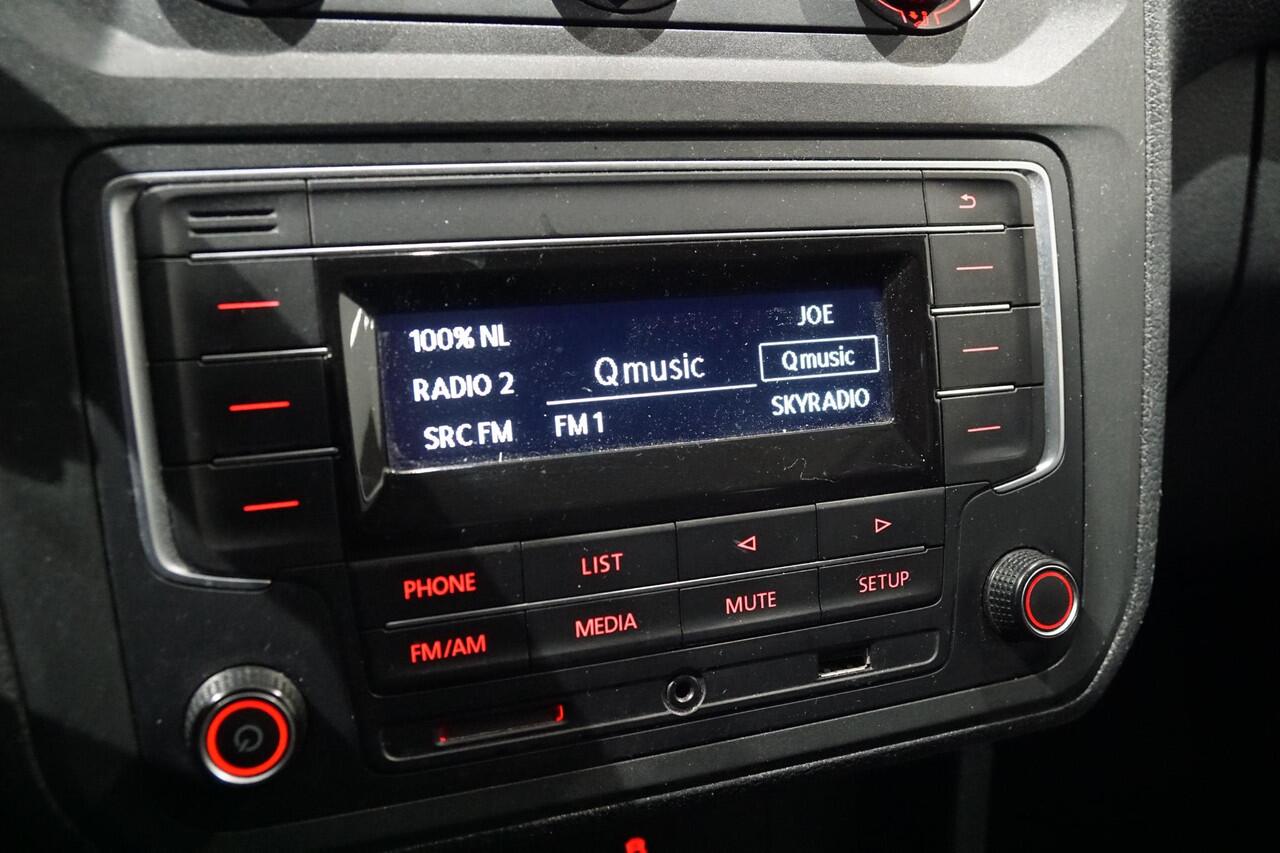 100% NL
RADIO 2
SRC FM
Qmusic
FM 1
JOE
Qmusic
SKYRADIO
PHONE
LIST
FM/AM
MEDIA
MUTE
SETUP